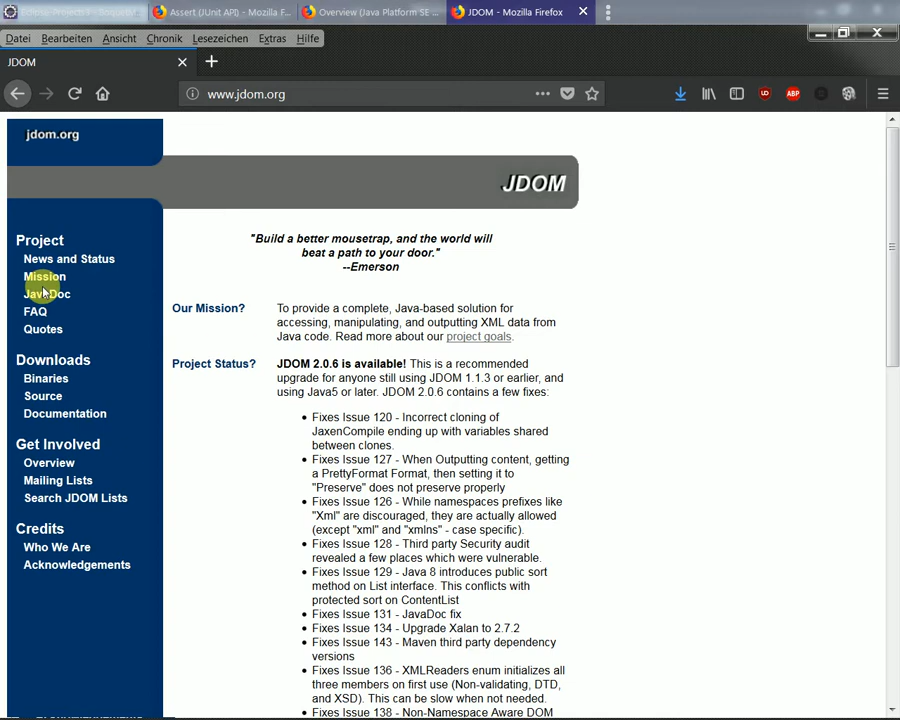 Assert (JUnit API) - Mozilla F...
Overview (Java Platform SE ...
JDOM - Mozilla Firefox
Datei Bearbeiten Ansicht Chronik Lesezeichen Extras Hilfe
JDOM
www.jdom.org
jdom.org
JDOM
Project
News and Status
Mission
JavaDoc
FAQ
Quotes
Downloads
Binaries
Source
Documentation
Get Involved
Overview
Mailing Lists
Search JDOM Lists
Credits
Who We Are
Acknowledgements
"Build a better mousetrap, and the world will
beat a path to your door."
--Emerson
Our Mission? To provide a complete, Java-based solution for
accessing, manipulating, and outputting XML data from
Java code. Read more about our project goals.
Project Status? JDOM 2.0.6 is available! This is a recommended
upgrade for anyone still using JDOM 1.1.3 or earlier, and
using Java5 or later. JDOM 2.0.6 contains a few fixes:
• Fixes Issue 120 - Incorrect cloning of
JaxenCompile ending up with variables shared
between clones.
• Fixes Issue 127 - When Outputting content, getting
a PrettyFormat Format, then setting it to
"Preserve" does not preserve properly
• Fixes Issue 126 - While namespaces prefixes like
"Xml" are discouraged, they are actually allowed
(except "xml" and "xmlns" - case specific).
• Fixes Issue 128 - Third party Security audit
revealed a few places which were vulnerable.
• Fixes Issue 129 - Java 8 introduces public sort
method on List interface. This conflicts with
protected sort on ContentList
• Fixes Issue 131 - JavaDoc fix
• Fixes Issue 134 - Upgrade Xalan to 2.7.2
• Fixes Issue 143 - Maven third party dependency
versions
• Fixes Issue 136 - XMLReaders enum initializes all
three members on first use (Non-validating, DTD,
and XSD). This can be slow when not needed.
• Fixes Issue 138 - Non-Namespace Aware DOM